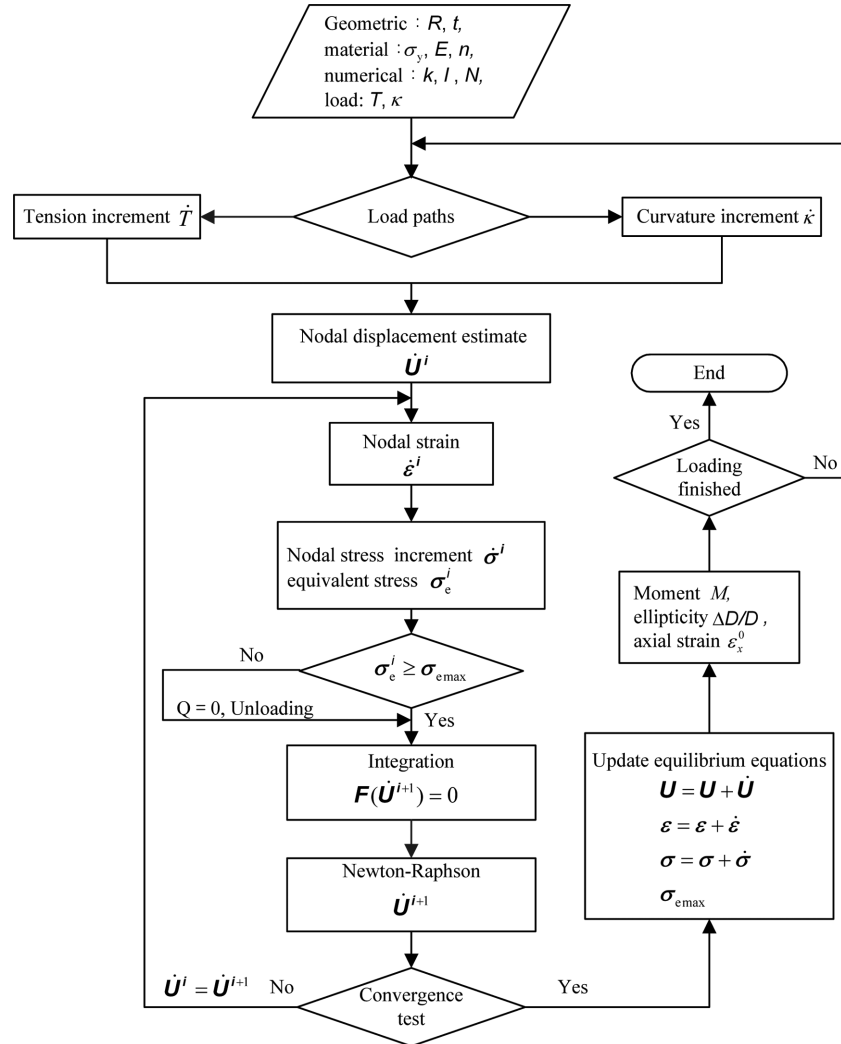 Geometric : R, t,
material : σy, E, n,
numerical : k, l , N,
load: T, κ
Load paths
Tension increment Ṫ
Curvature increment κ̇
Nodal displacement estimate
U̇ⁱ
Nodal strain
ε̇ⁱ
Nodal stress increment σ̇ⁱ
equivalent stress σₑⁱ
No
σₑⁱ ≥ σₑₘₐₓ
Q = 0, Unloading
Yes
Integration
F(U̇ⁱ⁺¹) = 0
Newton-Raphson
U̇ⁱ⁺¹
U̇ⁱ = U̇ⁱ⁺¹
No
Convergence
test
Yes
Update equilibrium equations
U = U + U̇
ε = ε + ε̇
σ = σ + σ̇
σₑₘₐₓ
Moment M,
ellipticity ΔD/D ,
axial strain εₓ⁰
Loading
finished
No
Yes
End